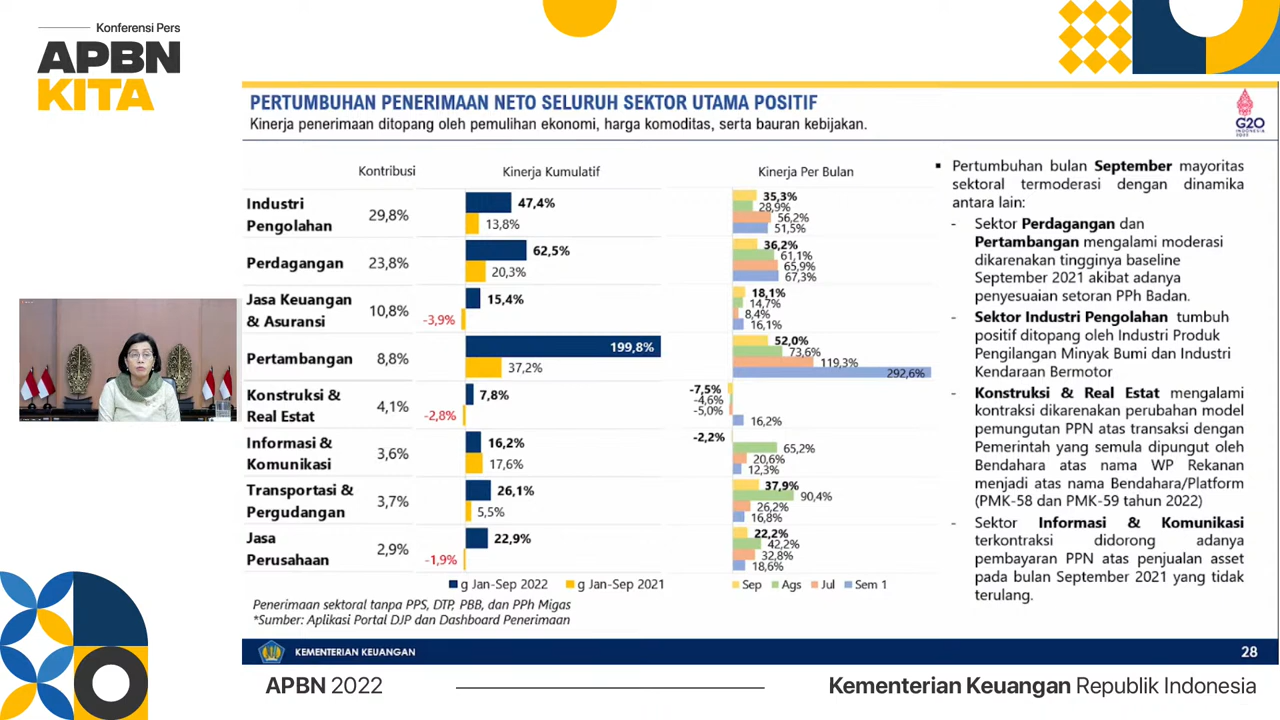 Konferensi Pers
APBN
KITA
PERTUMBUHAN PENERIMAAN NETO SELURUH SEKTOR UTAMA POSITIF
Kinerja penerimaan ditopang oleh pemulihan ekonomi, harga komoditas, serta bauran kebijakan.
G20
Kontribusi
Kinerja Kumulatif
Kinerja Per Bulan
Industri
Pengolahan
29,8%
47,4%
13,8%
35,3%
28,9%
56,2%
51,5%
Perdagangan
23,8%
62,5%
20,3%
36,2%
61,1%
65,9%
67,3%
Jasa Keuangan
& Asuransi
10,8%
15,4%
-3,9%
18,1%
14,7%
8,4%
16,1%
Pertambangan
8,8%
199,8%
37,2%
52,0%
73,6%
119,3%
292,6%
Konstruksi &
Real Estat
4,1%
7,8%
-2,8%
-7,5%
-4,6%
-5,0%
16,2%
Informasi &
Komunikasi
3,6%
16,2%
17,6%
-2,2%
65,2%
20,6%
12,3%
Transportasi &
Pergudangan
3,7%
26,1%
5,5%
37,9%
90,4%
26,2%
16,8%
Jasa
Perusahaan
2,9%
22,9%
-1,9%
22,2%
42,2%
32,8%
18,6%
g Jan-Sep 2022
g Jan-Sep 2021
Sep
Ags
Jul
Sem 1
Penerimaan sektoral tanpa PPS, DTP, PBB, dan PPh Migas
*Sumber: Aplikasi Portal DJP dan Dashboard Penerimaan
▪ Pertumbuhan bulan September mayoritas
sektoral termoderasi dengan dinamika
antara lain:
- Sektor Perdagangan dan
Pertambangan mengalami moderasi
dikarenakan tingginya baseline
September 2021 akibat adanya
penyesuaian setoran PPh Badan.
- Sektor Industri Pengolahan tumbuh
positif ditopang oleh Industri Produk
Pengilangan Minyak Bumi dan Industri
Kendaraan Bermotor
- Konstruksi & Real Estat mengalami
kontraksi dikarenakan perubahan model
pemungutan PPN atas transaksi dengan
Pemerintah yang semula dipungut oleh
Bendahara atas nama WP Rekanan
menjadi atas nama Bendahara/Platform
(PMK-58 dan PMK-59 tahun 2022)
- Sektor Informasi & Komunikasi
terkontraksi didorong adanya
pembayaran PPN atas penjualan asset
pada bulan September 2021 yang tidak
terulang.
KEMENTERIAN KEUANGAN
28
APBN 2022
Kementerian Keuangan Republik Indonesia